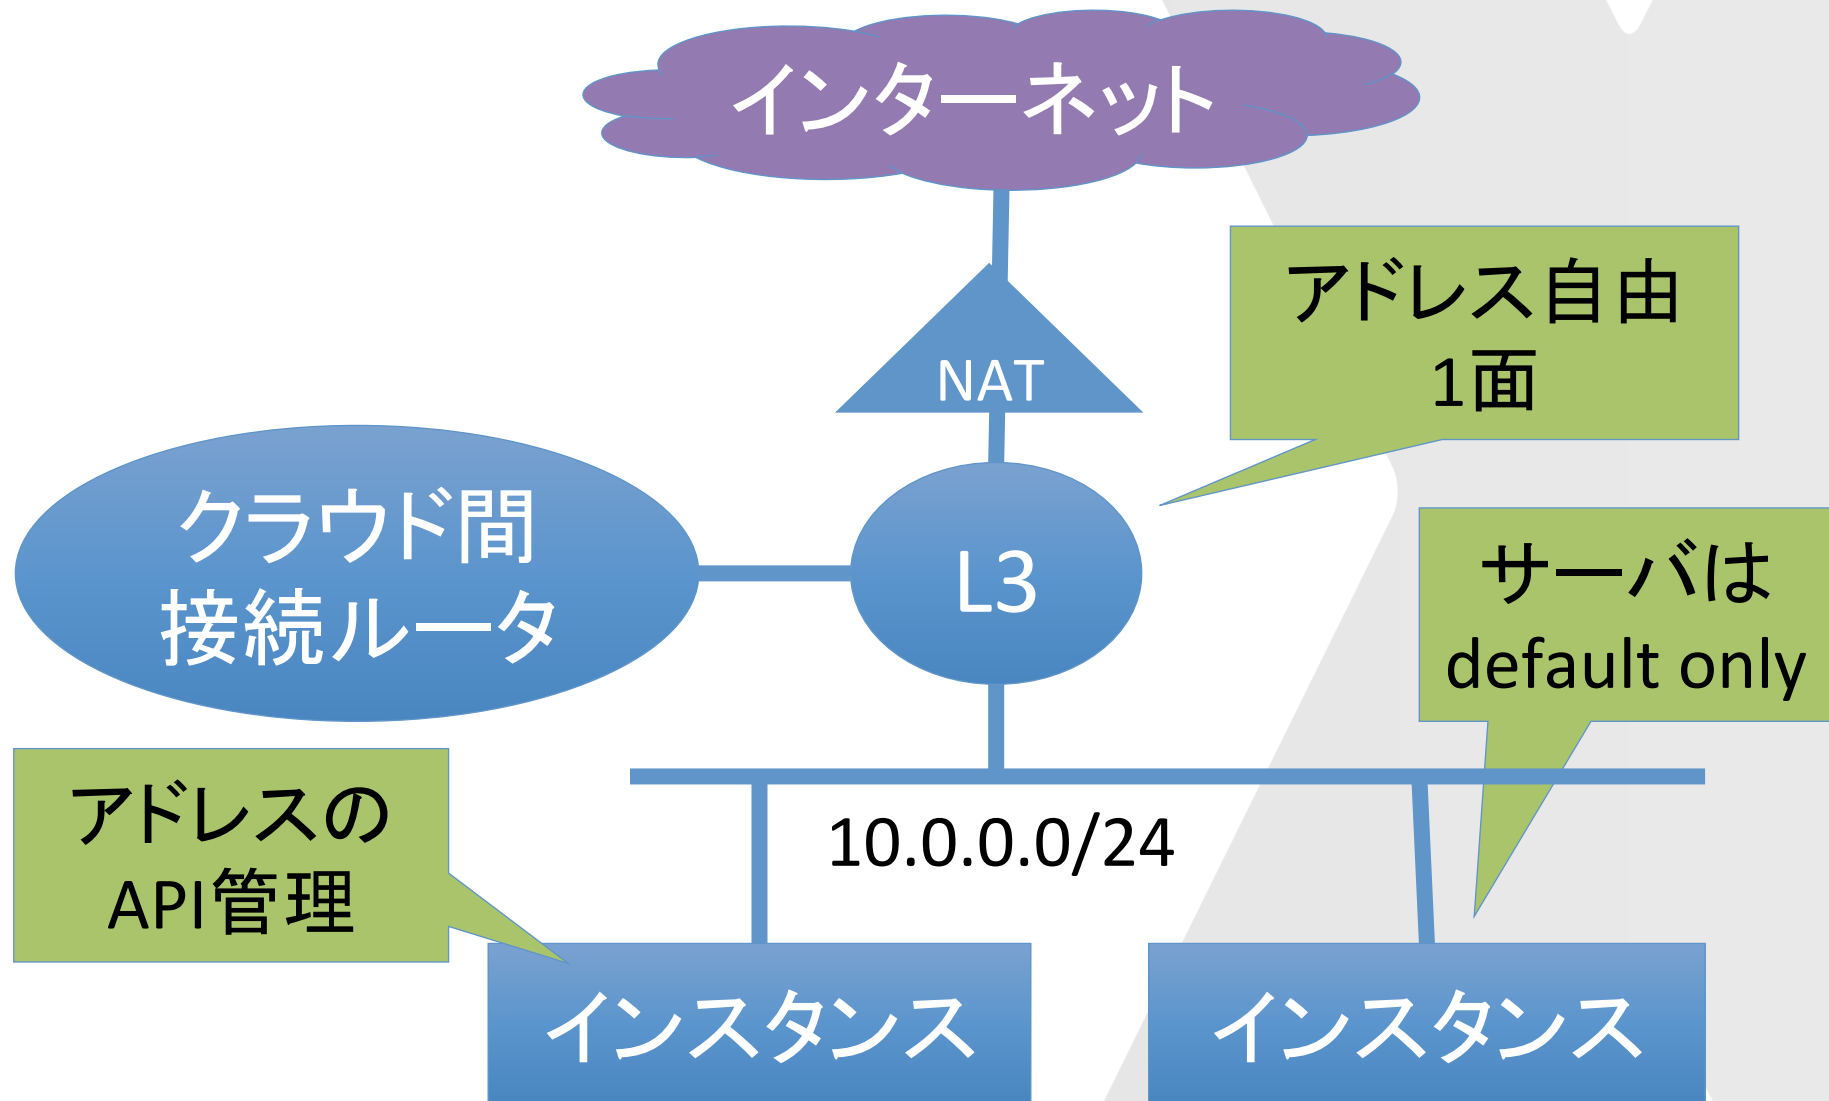 インターネット
アドレス自由
1面
NAT
クラウド間
接続ルータ
L3
サーバは
default only
アドレスの
API管理
10.0.0.0/24
インスタンス
インスタンス